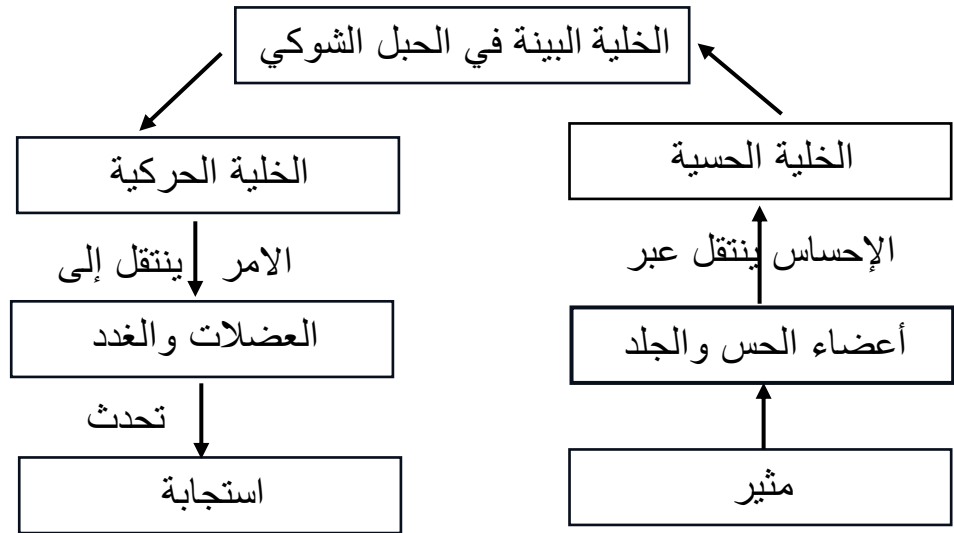 الخلية البينة في الحبل الشوكي
الخلية الحسية
الخلية الحركية
الإحساس ينتقل عبر
الامر ينتقل إلى
أعضاء الحس والجلد
العضلات والغدد
تحدث
مثير
استجابة